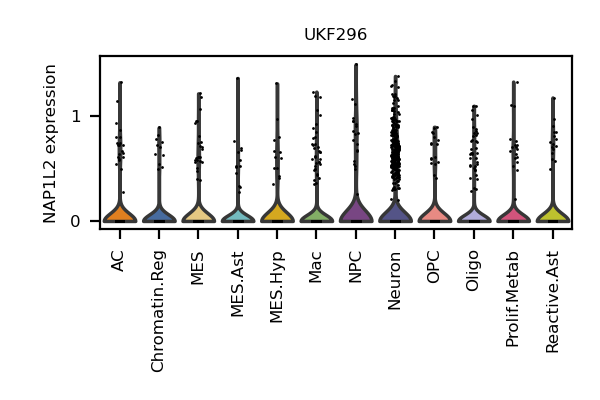 UKF296
NAP1L2 expression
1
0
AC
Chromatin.Reg
MES
MES.Ast
MES.Hyp
Mac
NPC
Neuron
OPC
Oligo
Prolif.Metab
Reactive.Ast